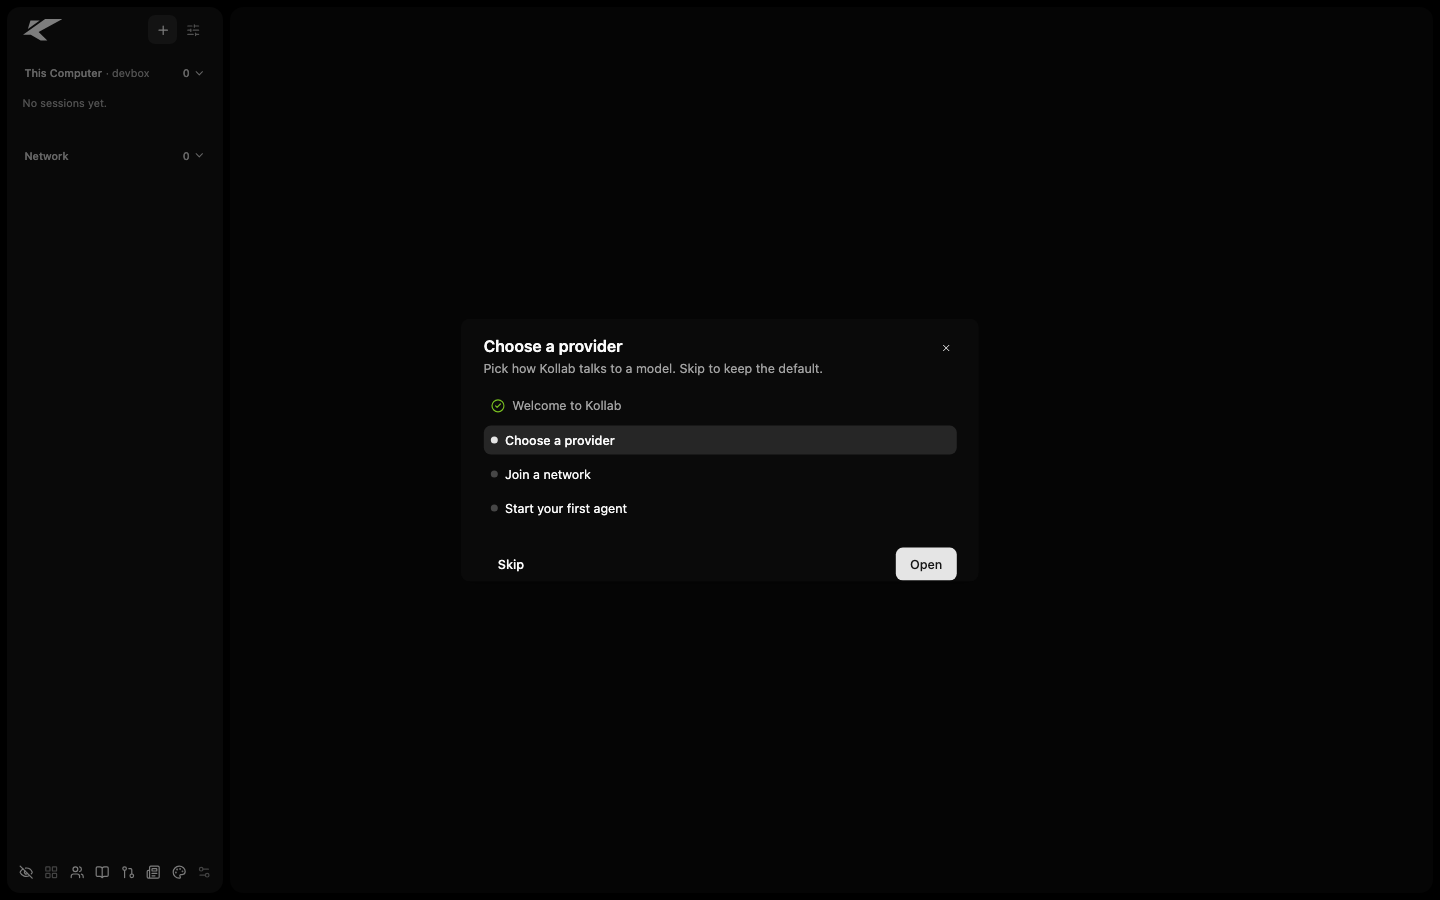 This Computer · devbox 0
No sessions yet.
Network 0
Choose a provider
Pick how Kollab talks to a model. Skip to keep the default.
Welcome to Kollab
Choose a provider
Join a network
Start your first agent
Skip Open